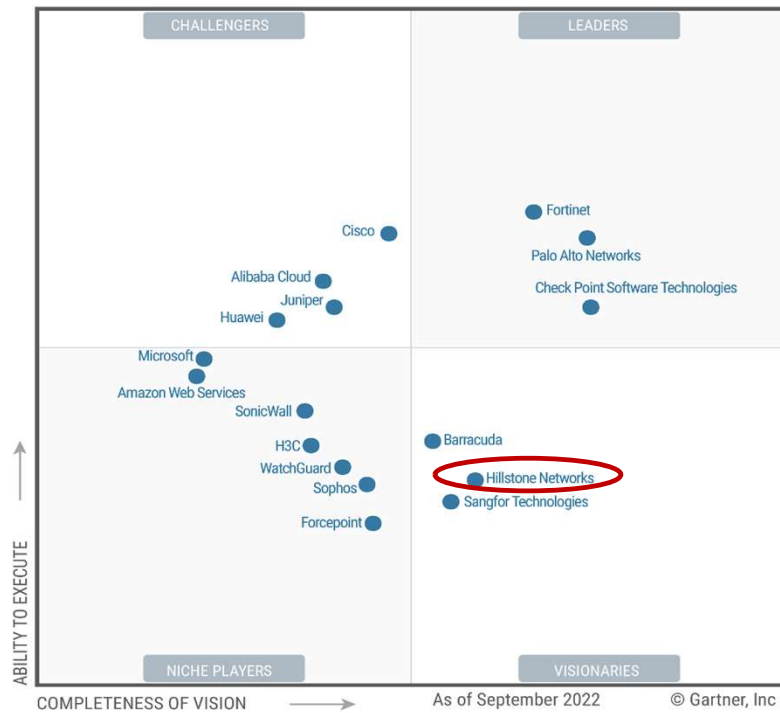 CHALLENGERS
LEADERS
Fortinet
Cisco
Palo Alto Networks
Alibaba Cloud
Check Point Software Technologies
Juniper
Huawei
Microsoft
Amazon Web Services
SonicWall
H3C
Barracuda
WatchGuard
Hillstone Networks
Sophos
Sangfor Technologies
Forcepoint
ABILITY TO EXECUTE
NICHE PLAYERS
VISIONARIES
COMPLETENESS OF VISION
As of September 2022
© Gartner, Inc